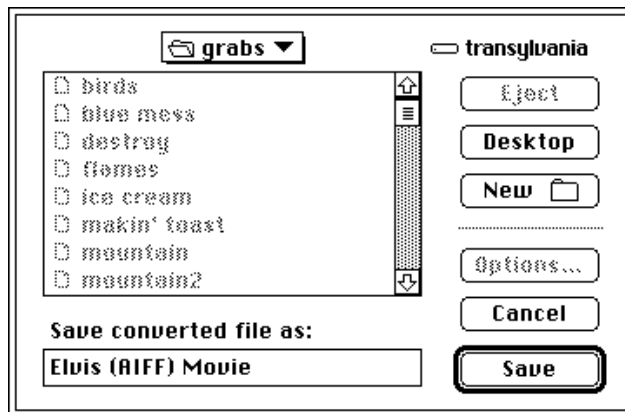 grabs
transylvania
birds
blue mess
destroy
flames
ice cream
makin' toast
mountain
mountain2
Eject
Desktop
New
Options...
Cancel
Save
Save converted file as:
Elvis (AIFF) Movie